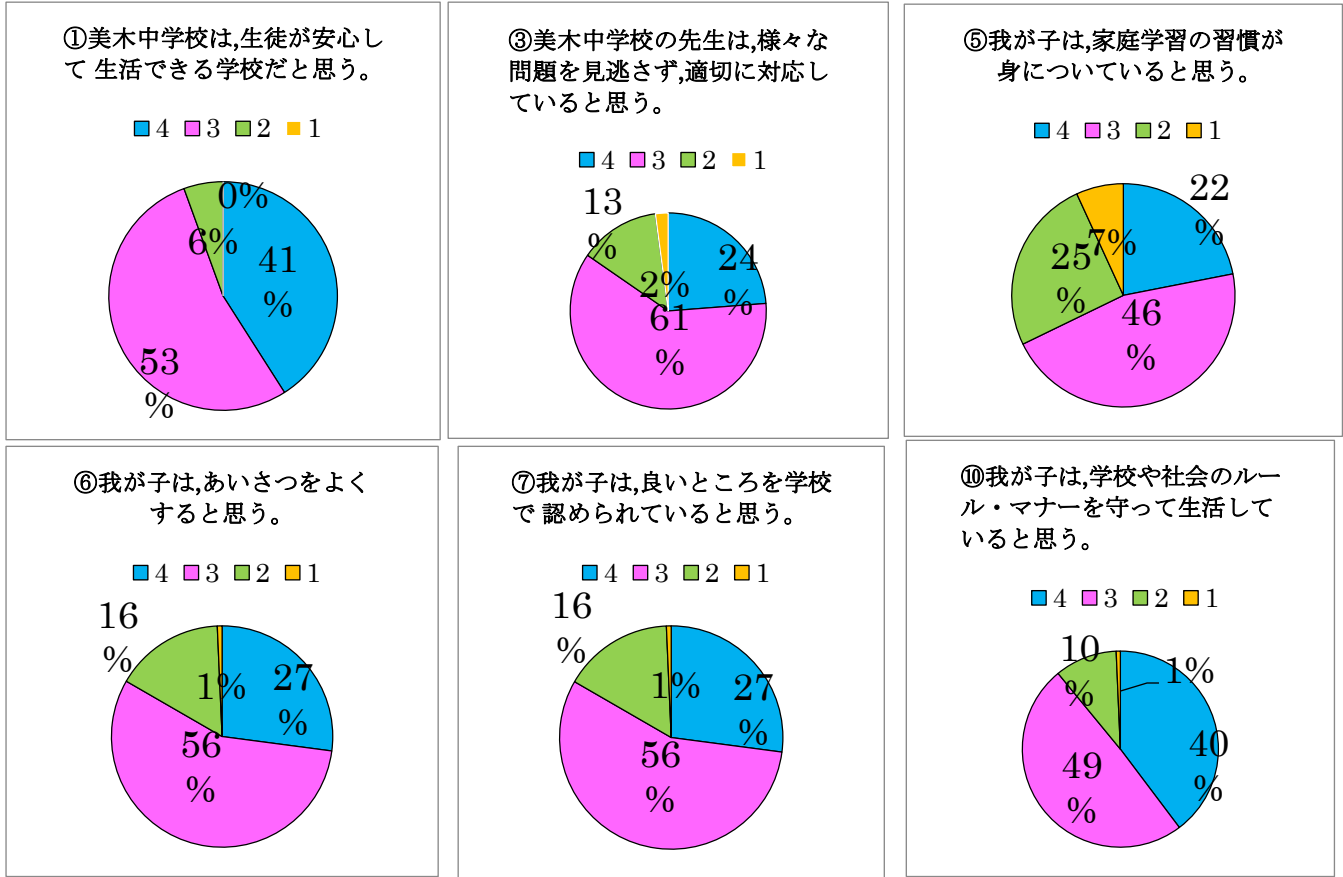 ①美木中学校は,生徒が安心し
て 生活できる学校だと思う。
4 3 2 1
0%
6%
41
%
53
%
③美木中学校の先生は,様々な
問題を見逃さず,適切に対応し
ていると思う。
4 3 2 1
13
%
2%
24
%
61
%
⑤我が子は,家庭学習の習慣が
身についていると思う。
4 3 2 1
22
%
7%
25
%
46
%
⑥我が子は,あいさつをよく
すると思う。
4 3 2 1
16
%
1%
27
%
56
%
⑦我が子は,良いところを学校
で 認められていると思う。
4 3 2 1
16
%
1%
27
%
56
%
⑩我が子は,学校や社会のルー
ル・マナーを守って生活して
いると思う。
4 3 2 1
10
%
1%
40
%
49
%